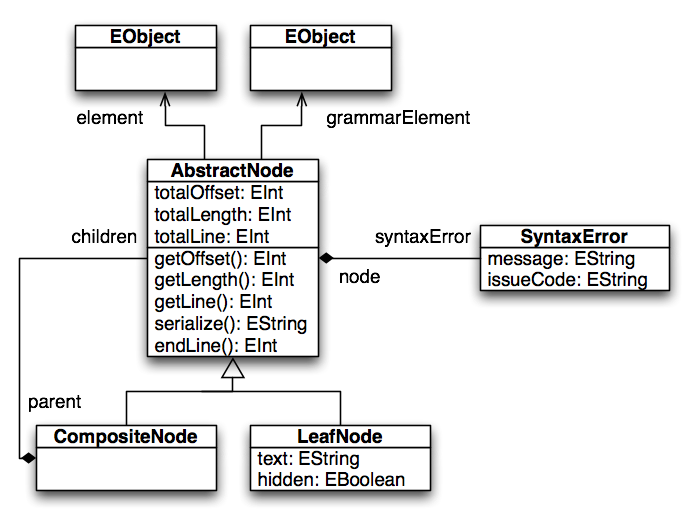 EObject
EObject
element
grammarElement
AbstractNode
totalOffset: EInt
totalLength: EInt
totalLine: EInt
getOffset(): EInt
getLength(): EInt
getLine(): EInt
serialize(): EString
endLine(): EInt
children
syntaxError
node
SyntaxError
message: EString
issueCode: EString
parent
CompositeNode
LeafNode
text: EString
hidden: EBoolean